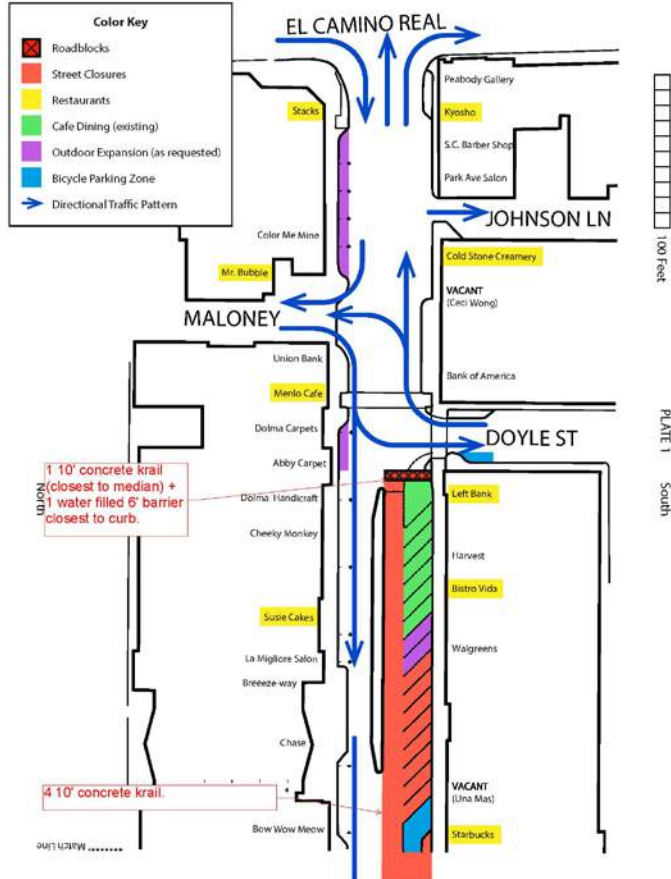 Color Key
Roadblocks
Street Closures
Restaurants
Cafe Dining (existing)
Outdoor Expansion (as requested)
Bicycle Parking Zone
Directional Traffic Pattern
EL CAMINO REAL
Stacks
Color Me Mine
Mr. Bubble
MALONEY
Union Bank
Menlo Cafe
Dolma Carpets
Abby Carpet
1 10' concrete krail
(closest to median) +
1 water filled 6' barrier
closest to curb.
Dolma Handicraft
Cheeky Monkey
Susie Cakes
La Migliore Salon
Breeeze-way
Chase
4 10' concrete krail.
Bow Wow Meow
North
Match Line
Peabody Gallery
Kyosho
S.C. Barber Shop
Park Ave Salon
JOHNSON LN
Cold Stone Creamery
VACANT
(Ceci Wong)
Bank of America
DOYLE ST
Left Bank
Harvest
Bistro Vida
Walgreens
VACANT
(Una Mas)
Starbucks
100 Feet
PLATE 1
South